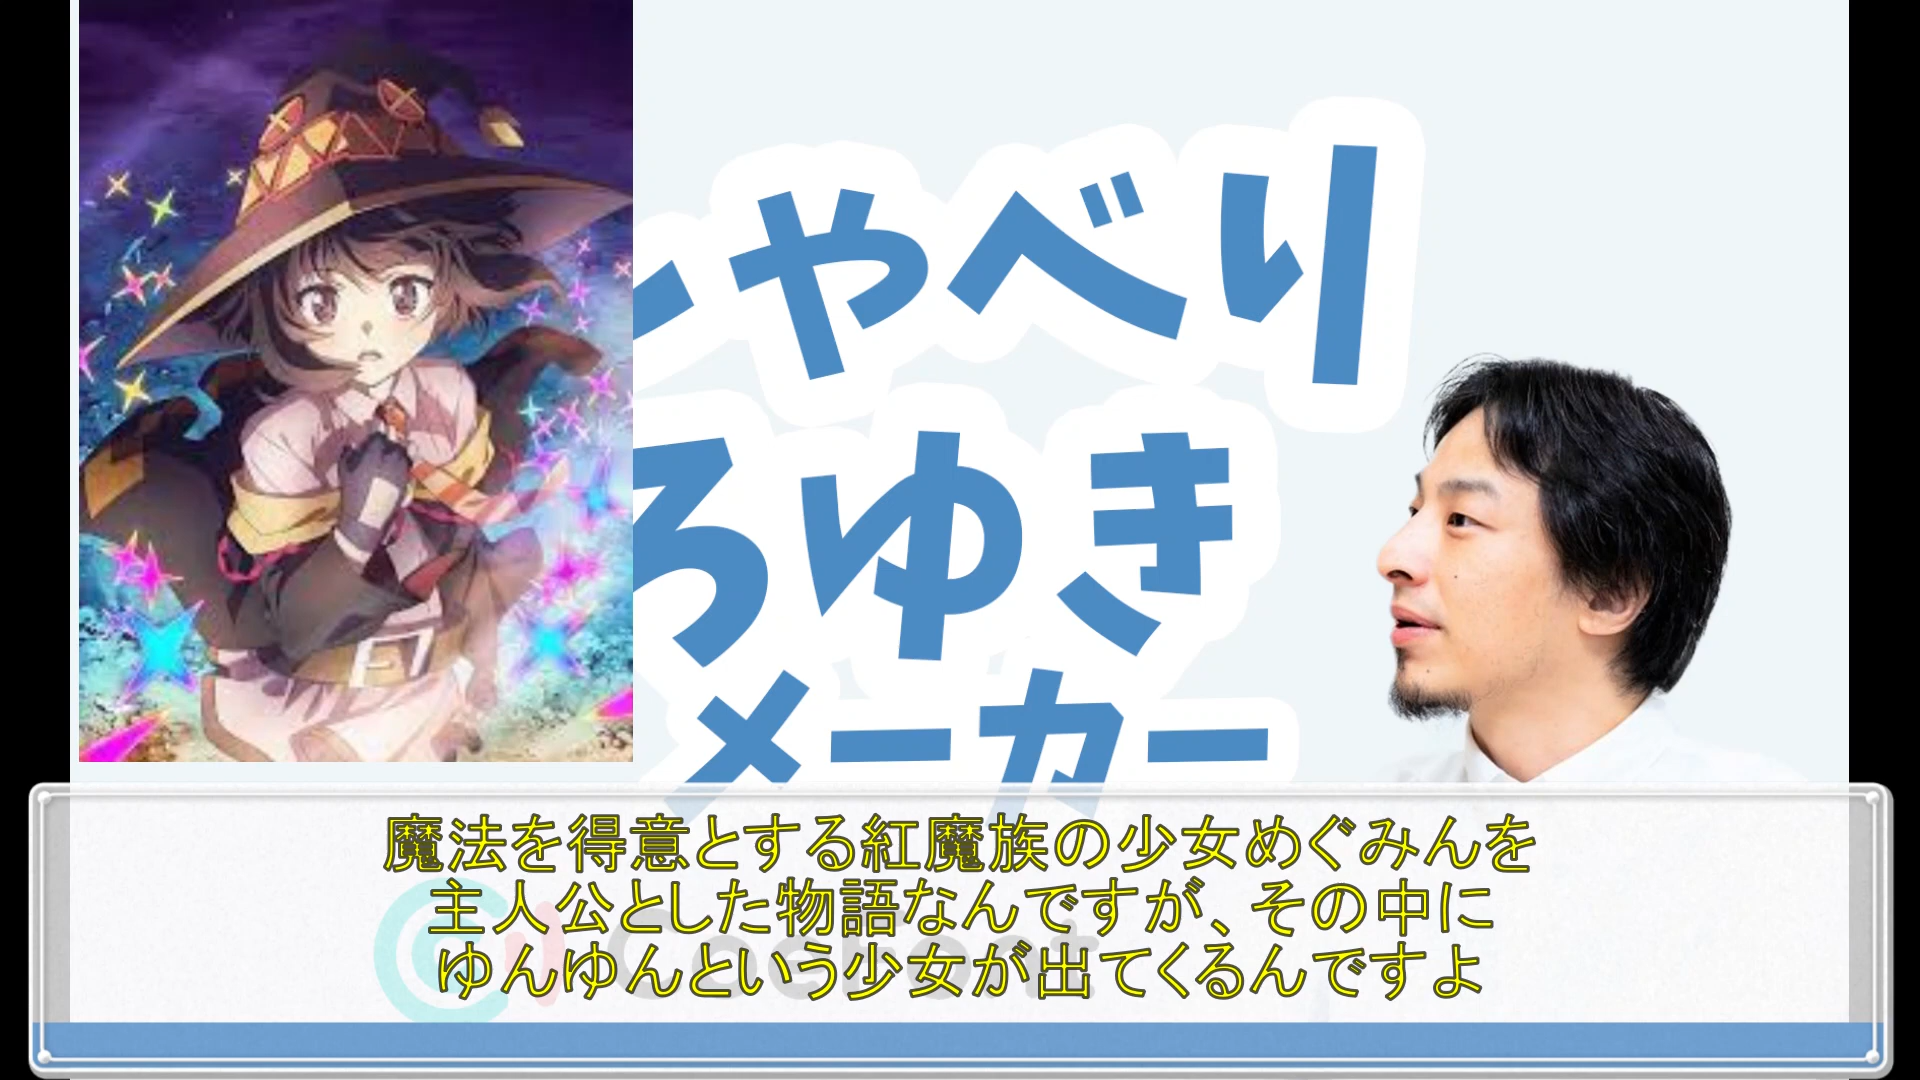 ゃべり
ろゆき
メーカー
魔法を得意とする紅魔族の少女めぐみんを
主人公とした物語なんですが、その中に
ゆんゆんという少女が出てくるんですよ
CoeFont